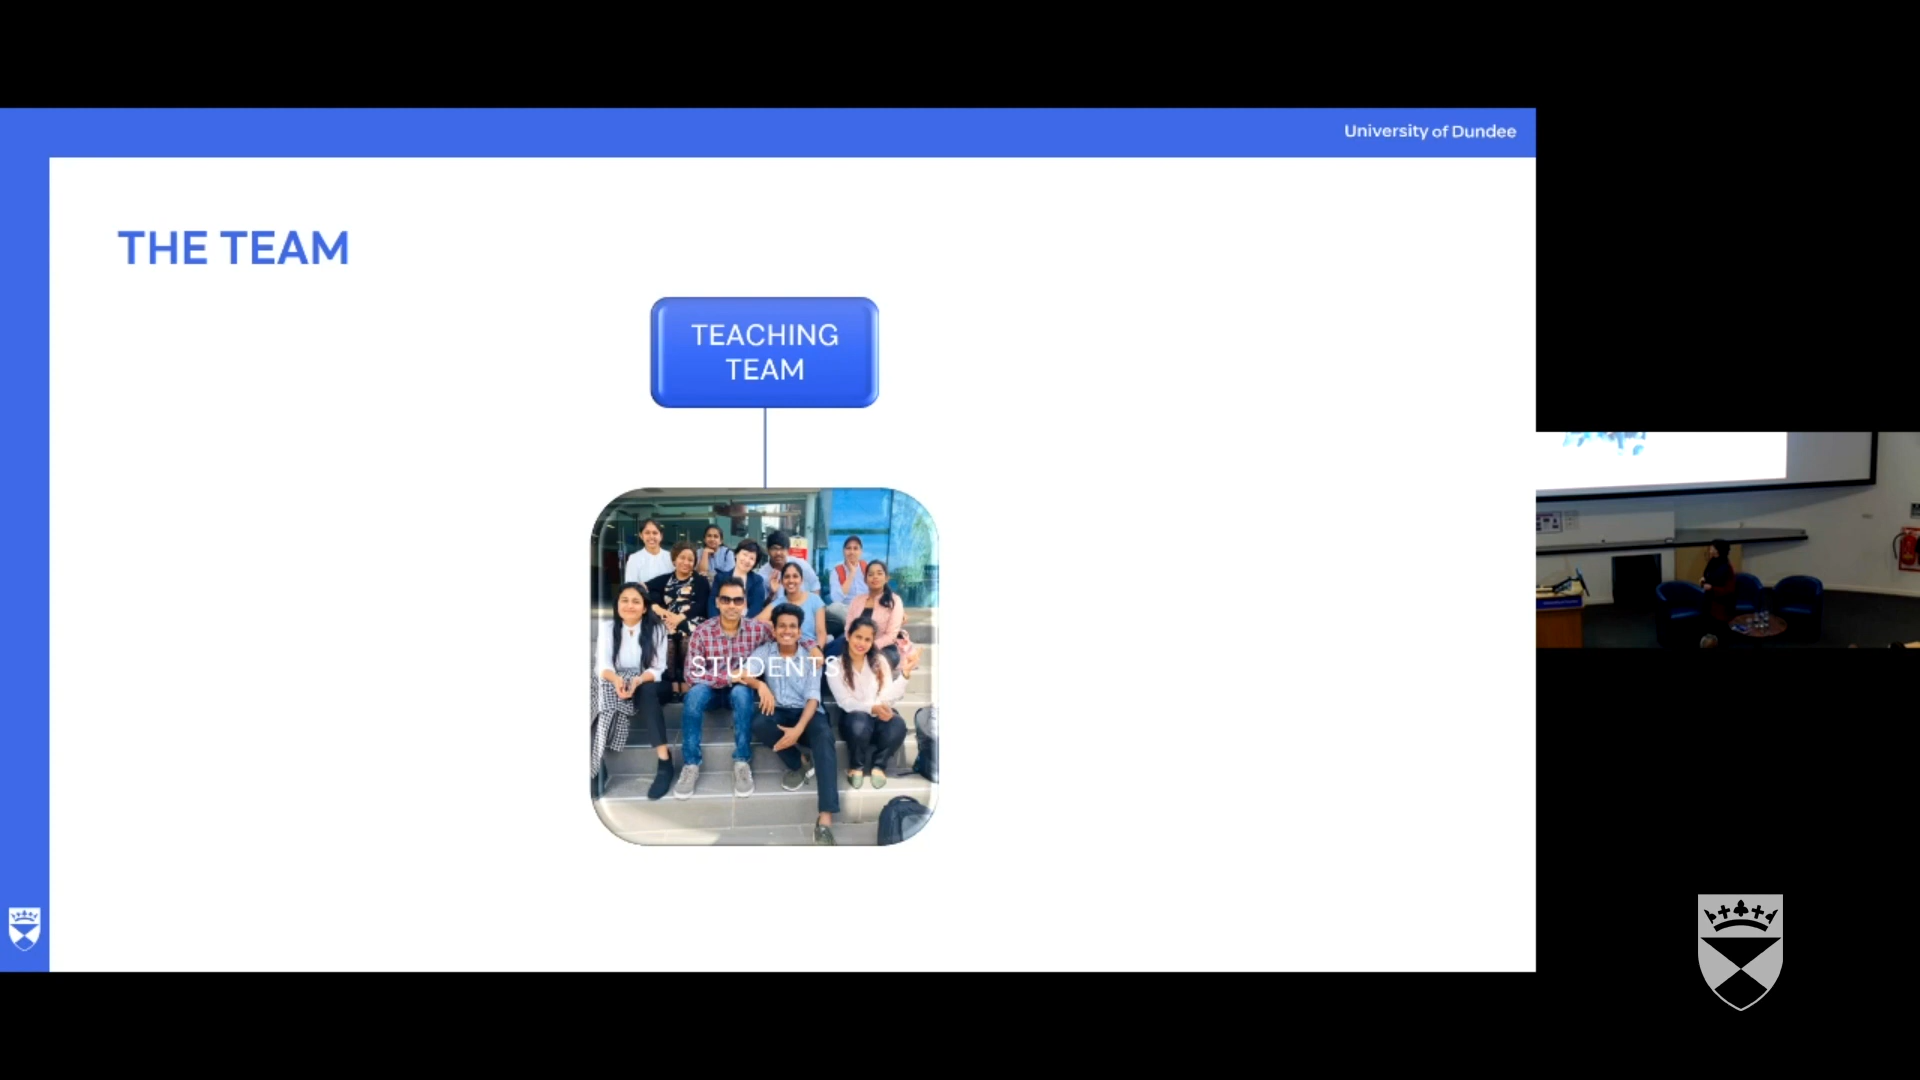 University of Dundee
THE TEAM
TEACHING
TEAM
STUDENTS